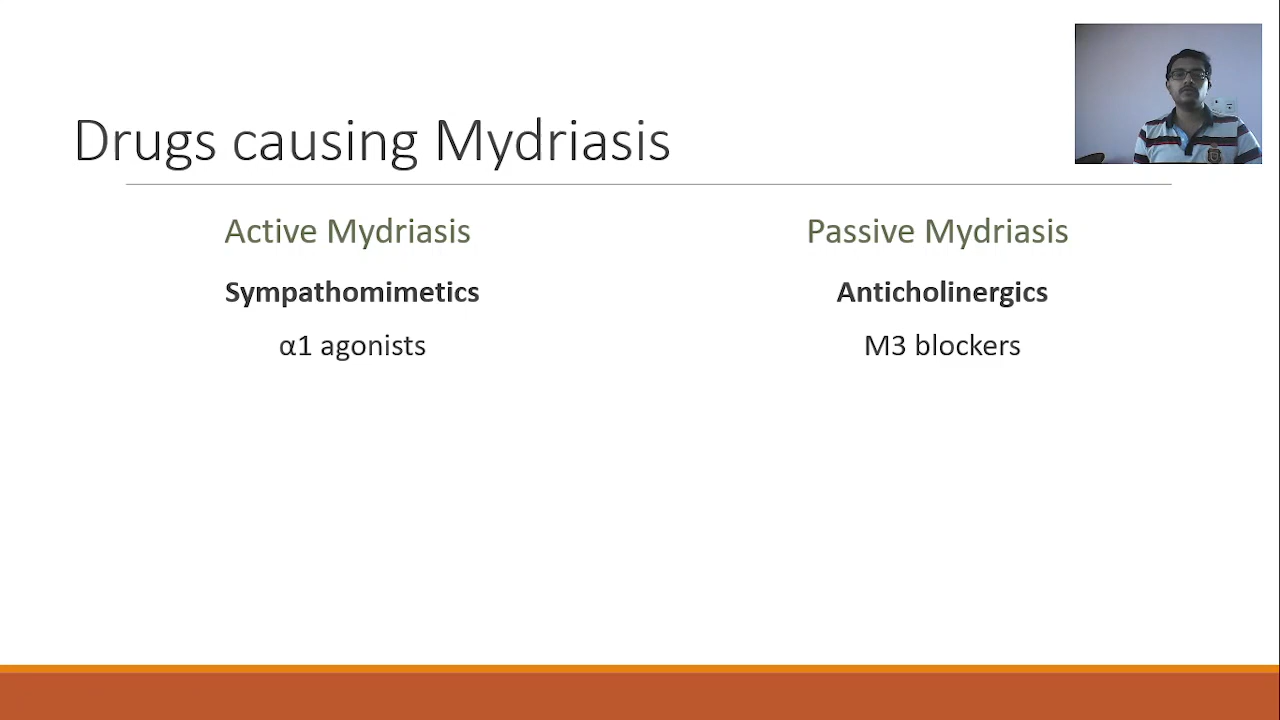 Drugs causing Mydriasis
Active Mydriasis
Sympathomimetics
α1 agonists
Passive Mydriasis
Anticholinergics
M3 blockers